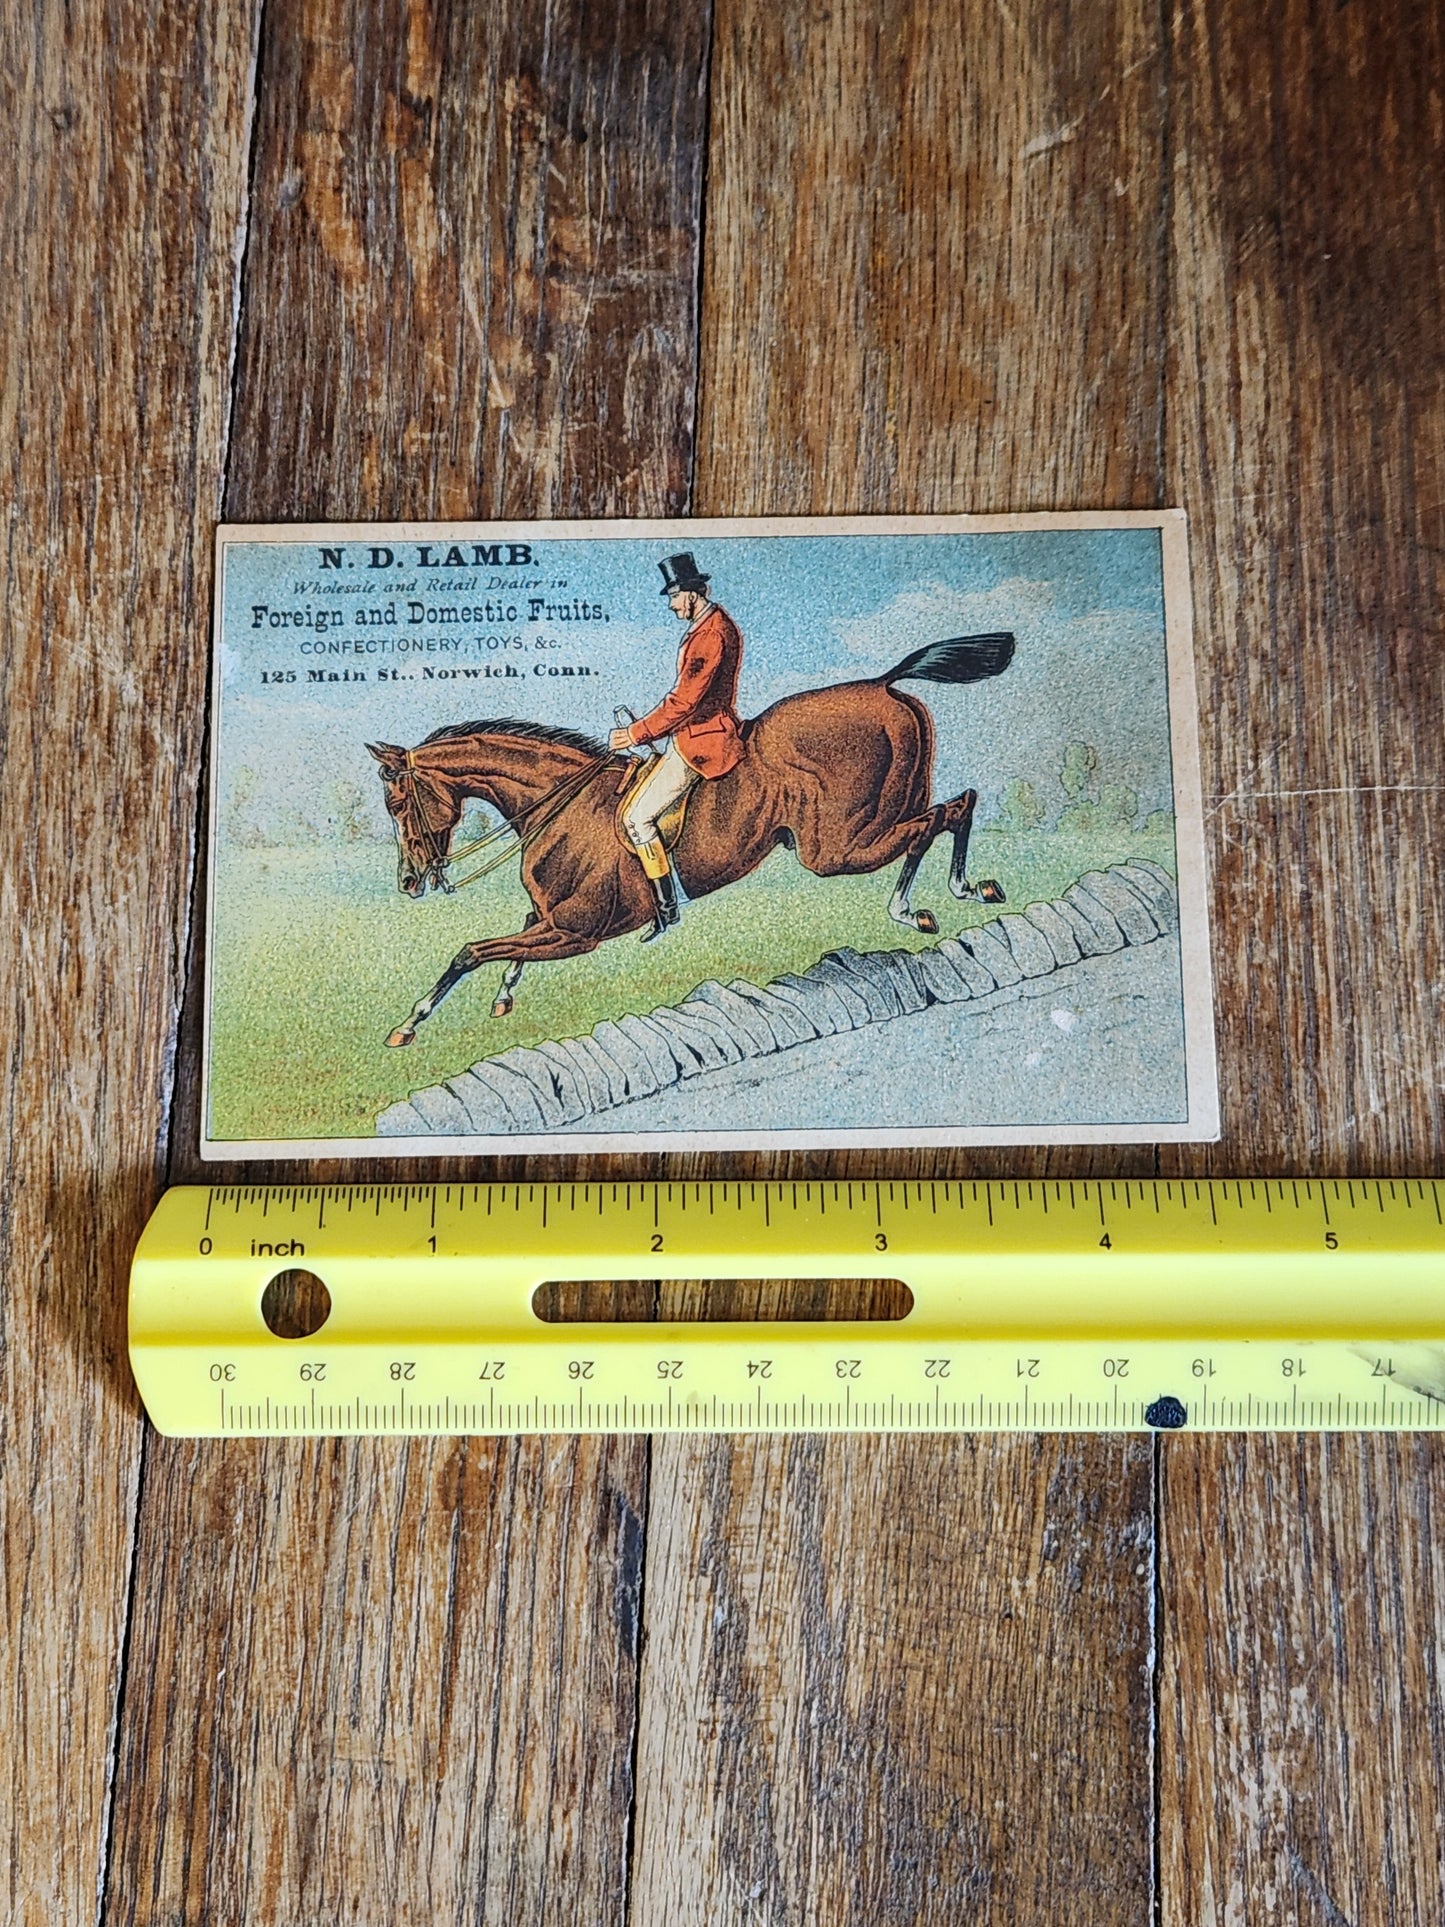 N. D. LAMB.
Wholesale and Retail Dealer in
Foreign and Domestic Fruits,
CONFECTIONERY, TOYS, &c.
125 Main St.. Norwich, Conn.
0 inch 1 2 3 4 5
30 29 28 27 26 25 24 23 22 21 20 19 18 17